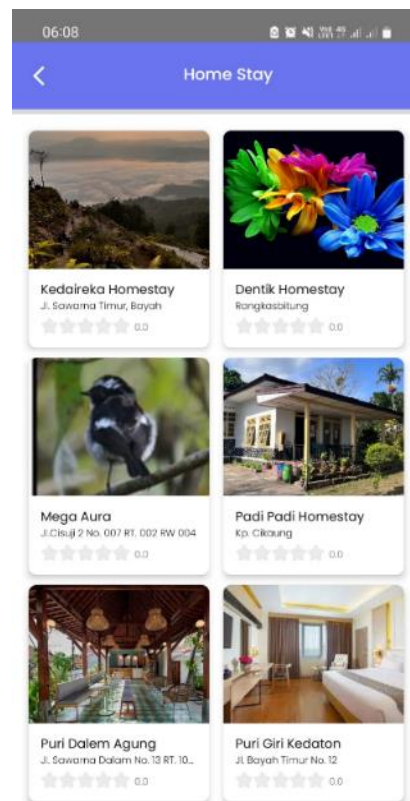 06:08
Home Stay
Kedaireka Homestay
Jl. Sawarna Timur, Bayah
0.0
Dentik Homestay
Rangkasbitung
0.0
Mega Aura
Jl.Cisuji 2 No. 007 RT. 002 RW 004
0.0
Padi Padi Homestay
Kp. Cikaung
0.0
Puri Dalem Agung
Jl. Sawarna Dalam No. 13 RT. 10...
0.0
Puri Giri Kedaton
Jl. Bayah Timur No. 12
0.0